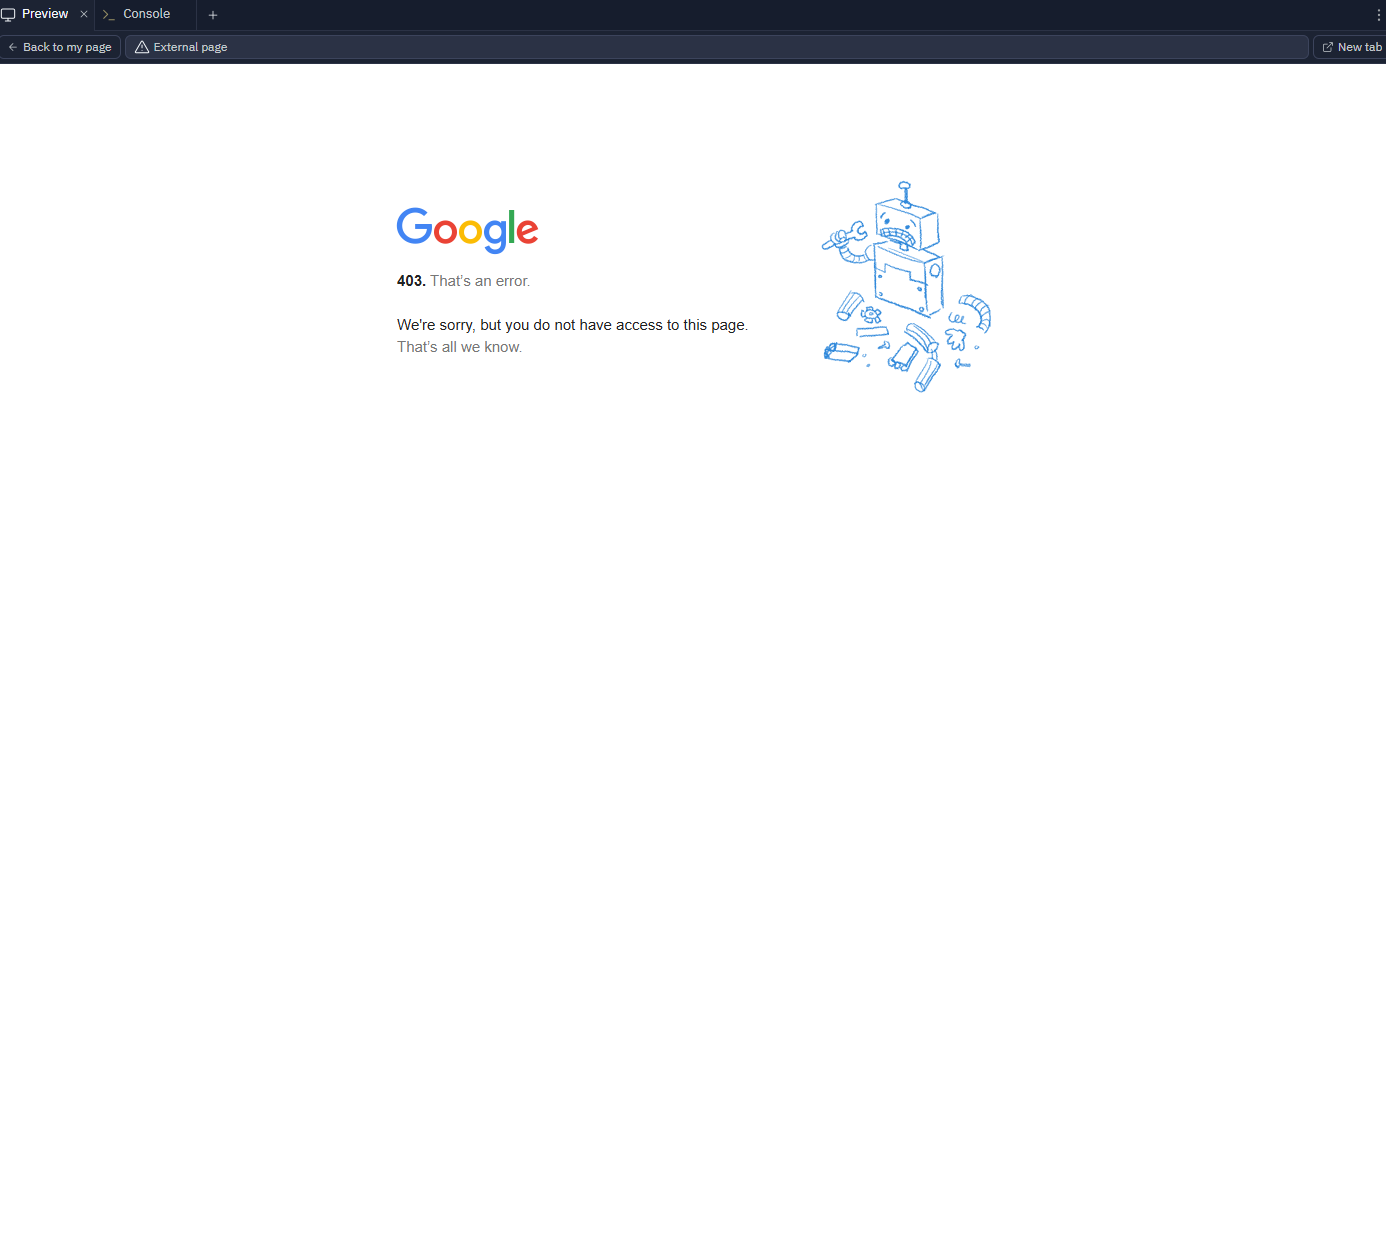 Preview
Console
Back to my page
External page
New tab
Google
403. That’s an error.
We're sorry, but you do not have access to this page.
That’s all we know.